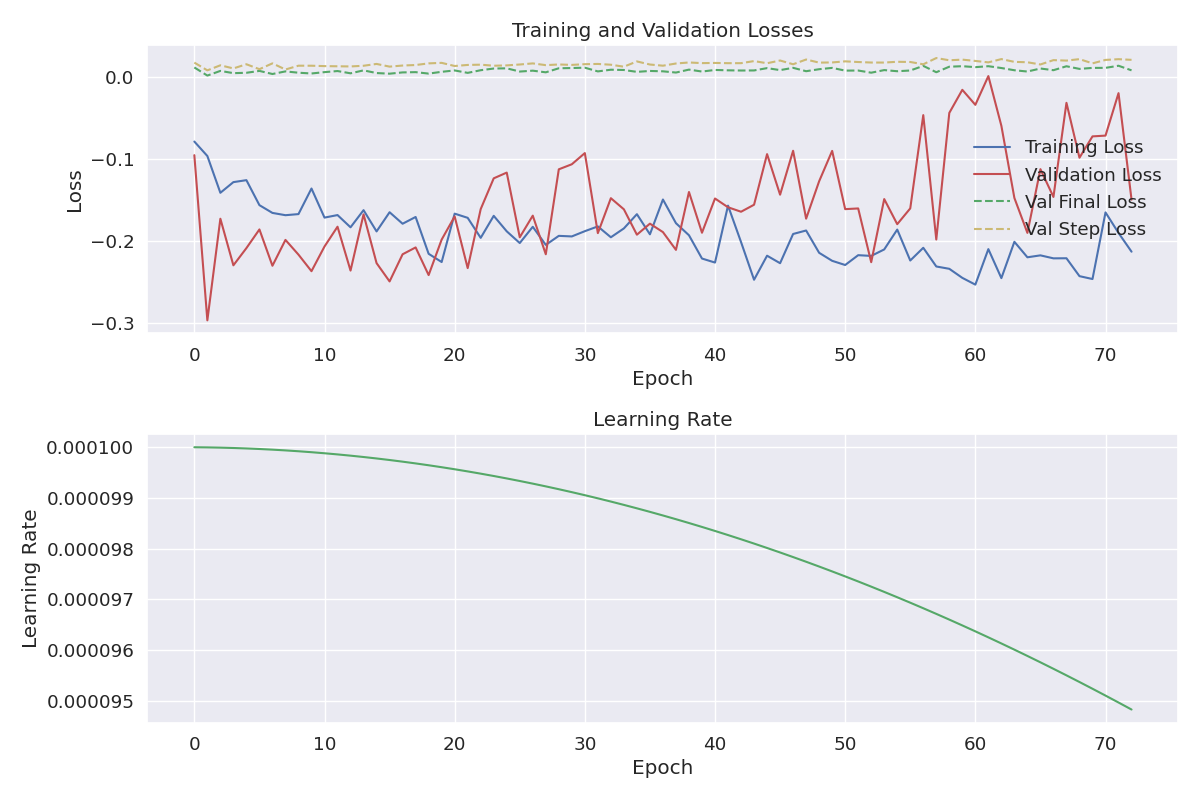 Training and Validation Losses
0.0
−0.1
−0.2
−0.3
Loss
Training Loss
Validation Loss
Val Final Loss
Val Step Loss
0 10 20 30 40 50 60 70
Epoch
Learning Rate
0.000100
0.000099
0.000098
0.000097
0.000096
0.000095
Learning Rate
0 10 20 30 40 50 60 70
Epoch